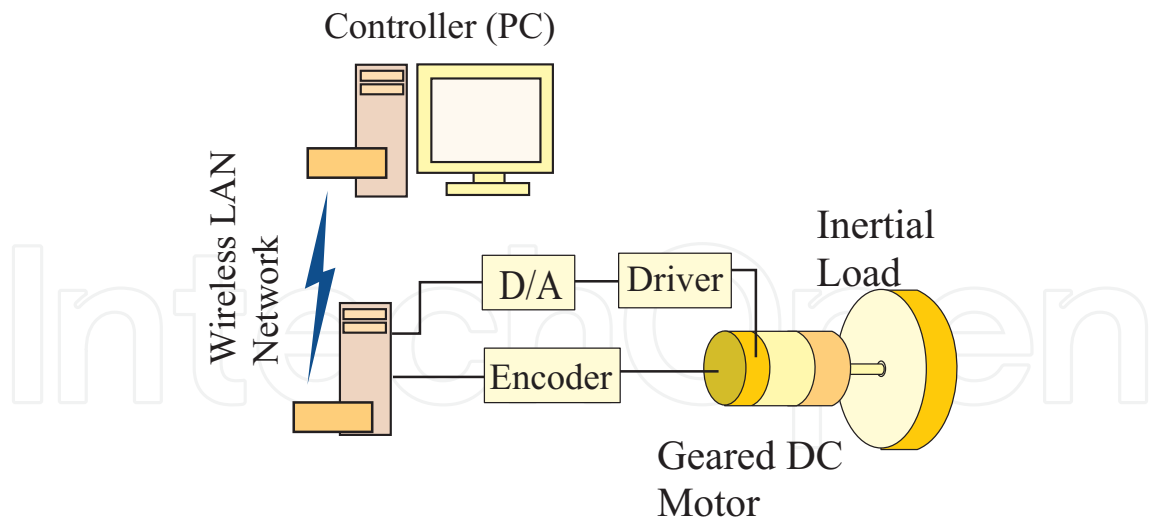 Controller (PC)
Wireless LAN
Network
Inertial
Load
D/A
Driver
Encoder
Geared DC
Motor
IntechOpen